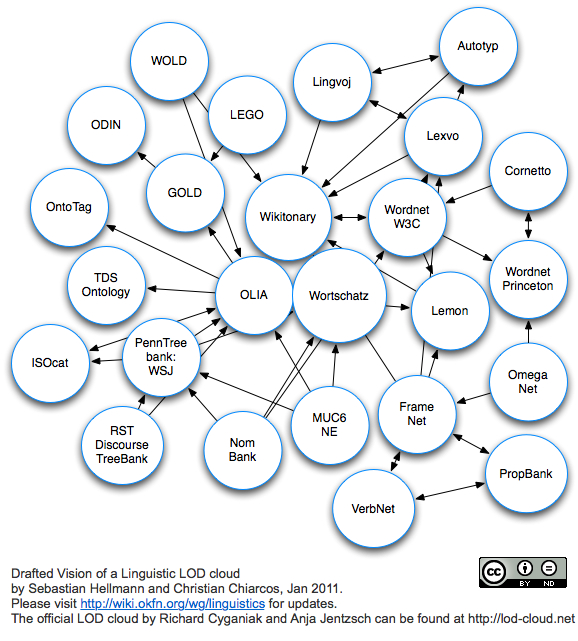 Autotyp
WOLD
Lingvoj
LEGO
ODIN
Lexvo
Cornetto
GOLD
OntoTag
Wikitonary
Wordnet
W3C
TDS
Ontology
OLIA
Wortschatz
Wordnet
Princeton
Lemon
PennTree
bank:
WSJ
ISOcat
Omega
Net
Frame
Net
MUC6
NE
RST
Discourse
TreeBank
Nom
Bank
PropBank
VerbNet
cc
BY ND
Drafted Vision of a Linguistic LOD cloud
by Sebastian Hellmann and Christian Chiarcos, Jan 2011.
Please visit http://wiki.okfn.org/wg/linguistics for updates.
The official LOD cloud by Richard Cyganiak and Anja Jentzsch can be found at http://lod-cloud.net